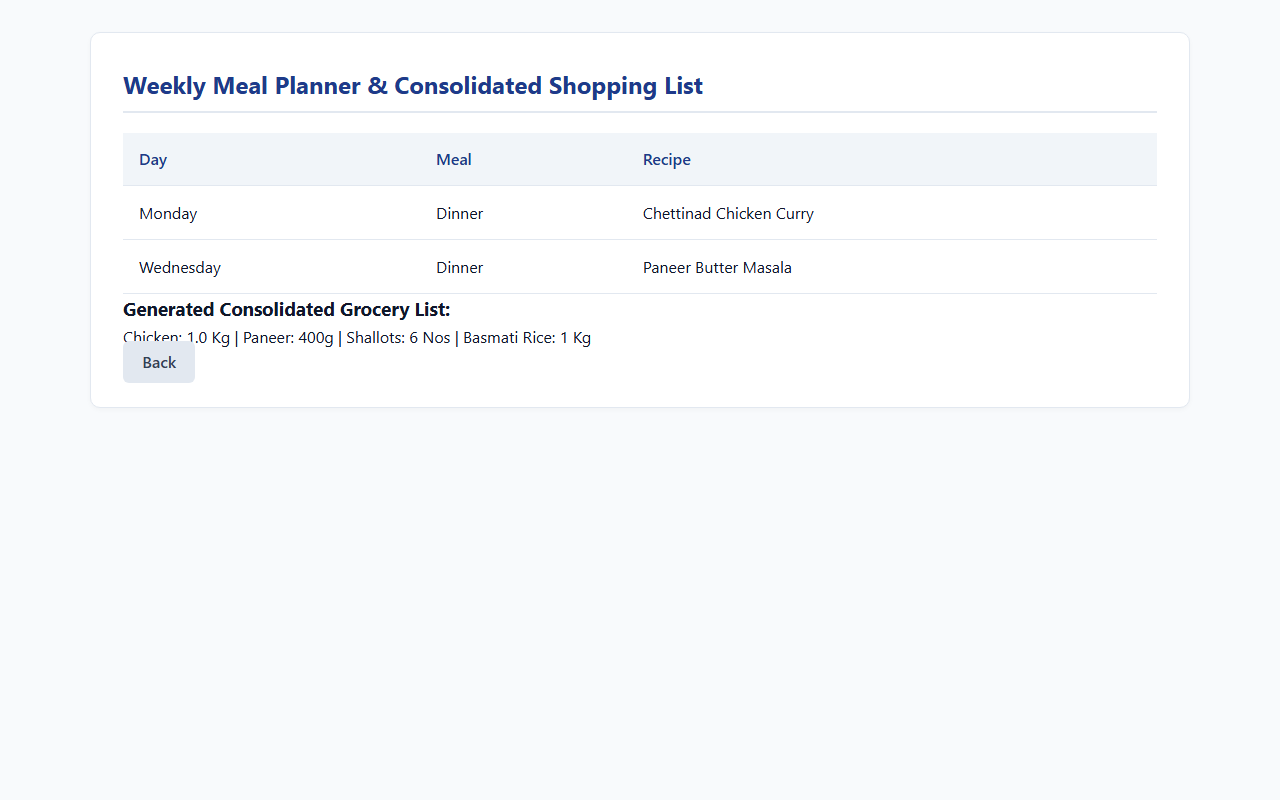 Weekly Meal Planner & Consolidated Shopping List
Day Meal Recipe
Monday Dinner Chettinad Chicken Curry
Wednesday Dinner Paneer Butter Masala
Generated Consolidated Grocery List:
Chicken: 1.0 Kg | Paneer: 400g | Shallots: 6 Nos | Basmati Rice: 1 Kg
Back